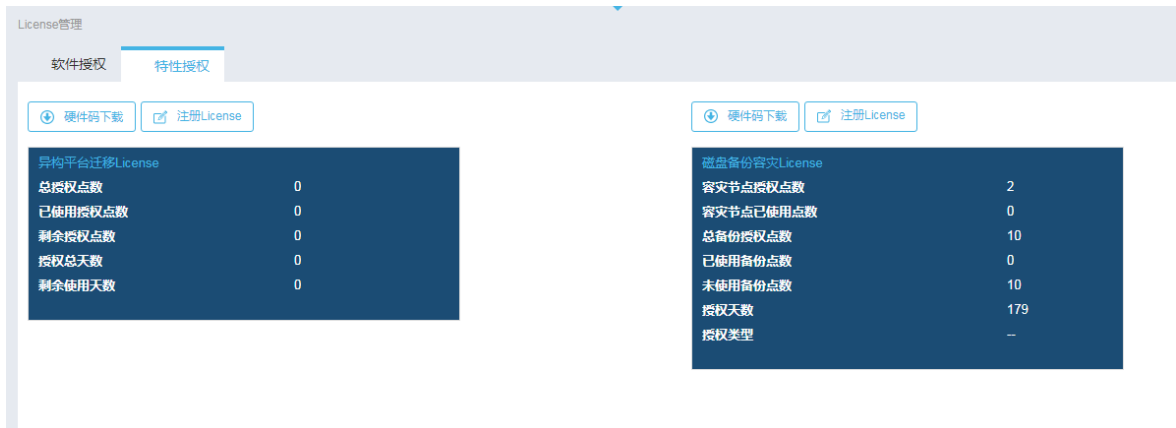 License管理
软件授权 特性授权
硬件码下载 注册License
异构平台迁移License
总授权点数 0
已使用授权点数 0
剩余授权点数 0
授权总天数 0
剩余使用天数 0
硬件码下载 注册License
磁盘备份容灾License
容灾节点授权点数 2
容灾节点已使用点数 0
总备份授权点数 10
已使用备份点数 0
未使用备份点数 10
授权天数 179
授权类型 --